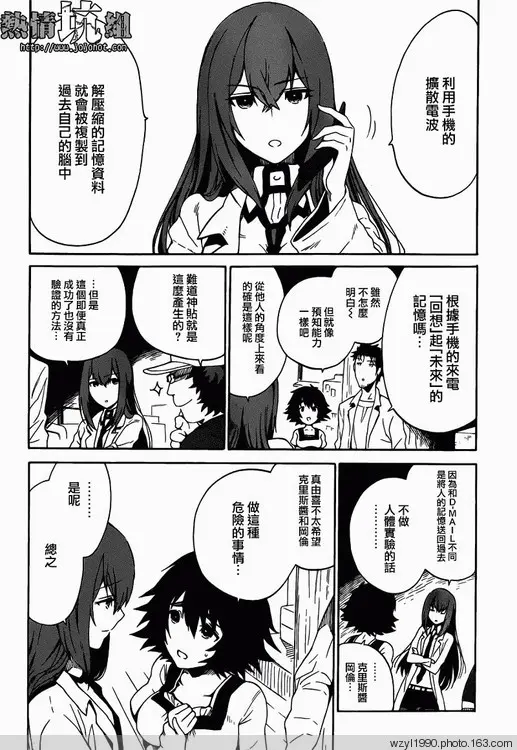 熱情坑組
http://www.jojohot.com
利用手機的
擴散電波
解壓縮的記憶資料
就會被複製到
過去自己的腦中
根據手機的來電
「回想」起「未來」的
記憶嗎…
雖然
不怎麼
明白~
但就像
預知能力
一樣吧
從他人的角度上來看
的確是這樣呢
難道神貼就是
這麼產生的?
…但是
這個即便真正
成功了也沒有
驗證的方法…
因為和D-MAIL不同
是將人的記憶送回過去
不做
人體實驗的話
……
克里斯醬
岡倫
真由喜不太希望
克里斯醬和岡倫
做這種
危險的事情…
……
是呢
總之
wzyl1990.photo.163.com